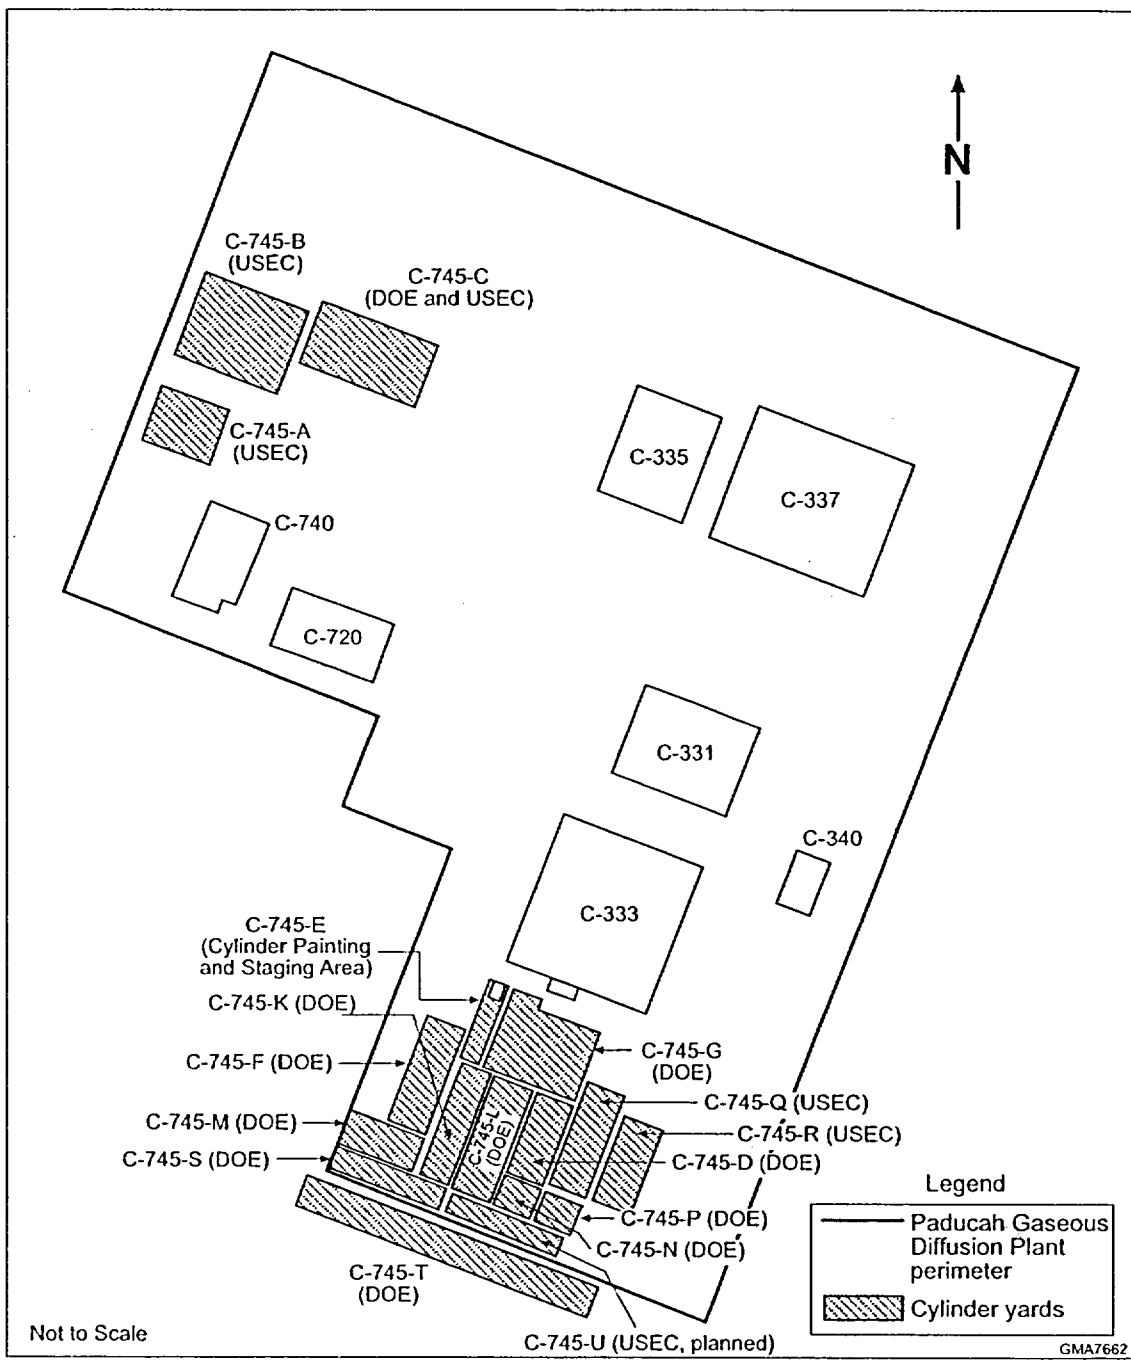 N
C-745-B
(USEC)
C-745-C
(DOE and USEC)
C-745-A
(USEC)
C-335
C-337
C-740
C-720
C-331
C-340
C-333
C-745-E
(Cylinder Painting
and Staging Area)
C-745-K (DOE)
C-745-F (DOE)
C-745-G
(DOE)
C-745-Q (USEC)
C-745-M (DOE)
C-745-L
(DOE)
C-745-R (USEC)
C-745-S (DOE)
C-745-D (DOE)
C-745-P (DOE)
C-745-N (DOE)
C-745-T
(DOE)
C-745-U (USEC, planned)
Legend
Paducah Gaseous
Diffusion Plant
perimeter
Cylinder yards
Not to Scale
GMA7662